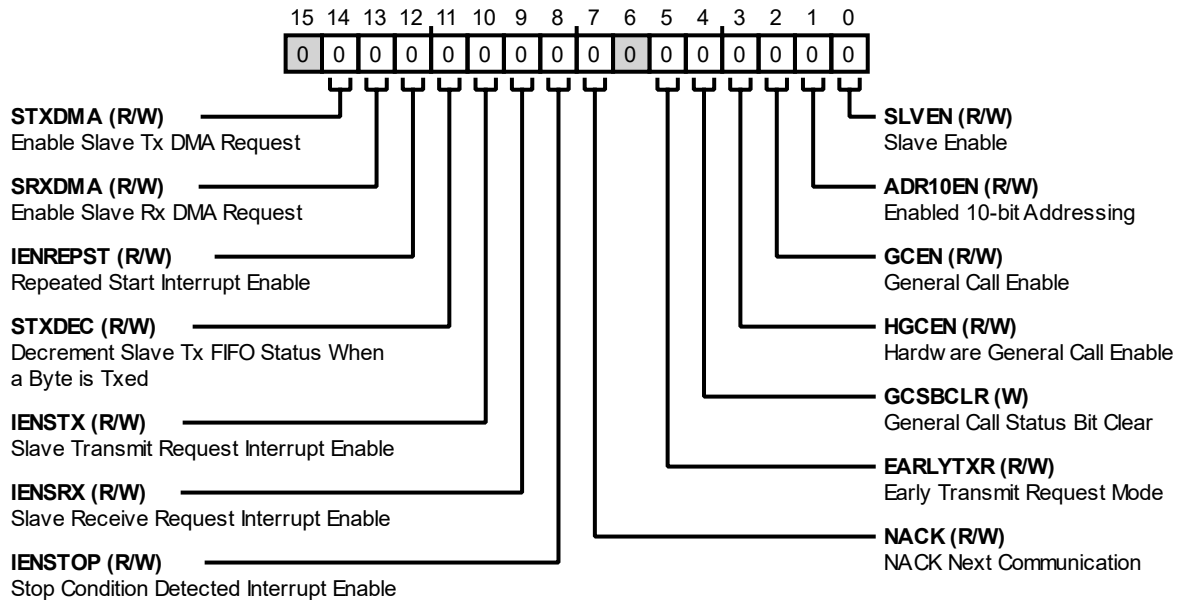 15 14 13 12 11 10 9 8 7 6 5 4 3 2 1 0
0 0 0 0 0 0 0 0 0 0 0 0 0 0 0 0
STXDMA (R/W)
Enable Slave Tx DMA Request
SRXDMA (R/W)
Enable Slave Rx DMA Request
IENREPST (R/W)
Repeated Start Interrupt Enable
STXDEC (R/W)
Decrement Slave Tx FIFO Status When
a Byte is Txed
IENSTX (R/W)
Slave Transmit Request Interrupt Enable
IENSRX (R/W)
Slave Receive Request Interrupt Enable
IENSTOP (R/W)
Stop Condition Detected Interrupt Enable
SLVEN (R/W)
Slave Enable
ADR10EN (R/W)
Enabled 10-bit Addressing
GCEN (R/W)
General Call Enable
HGCEN (R/W)
Hardware General Call Enable
GCSBCLR (W)
General Call Status Bit Clear
EARLYTXR (R/W)
Early Transmit Request Mode
NACK (R/W)
NACK Next Communication